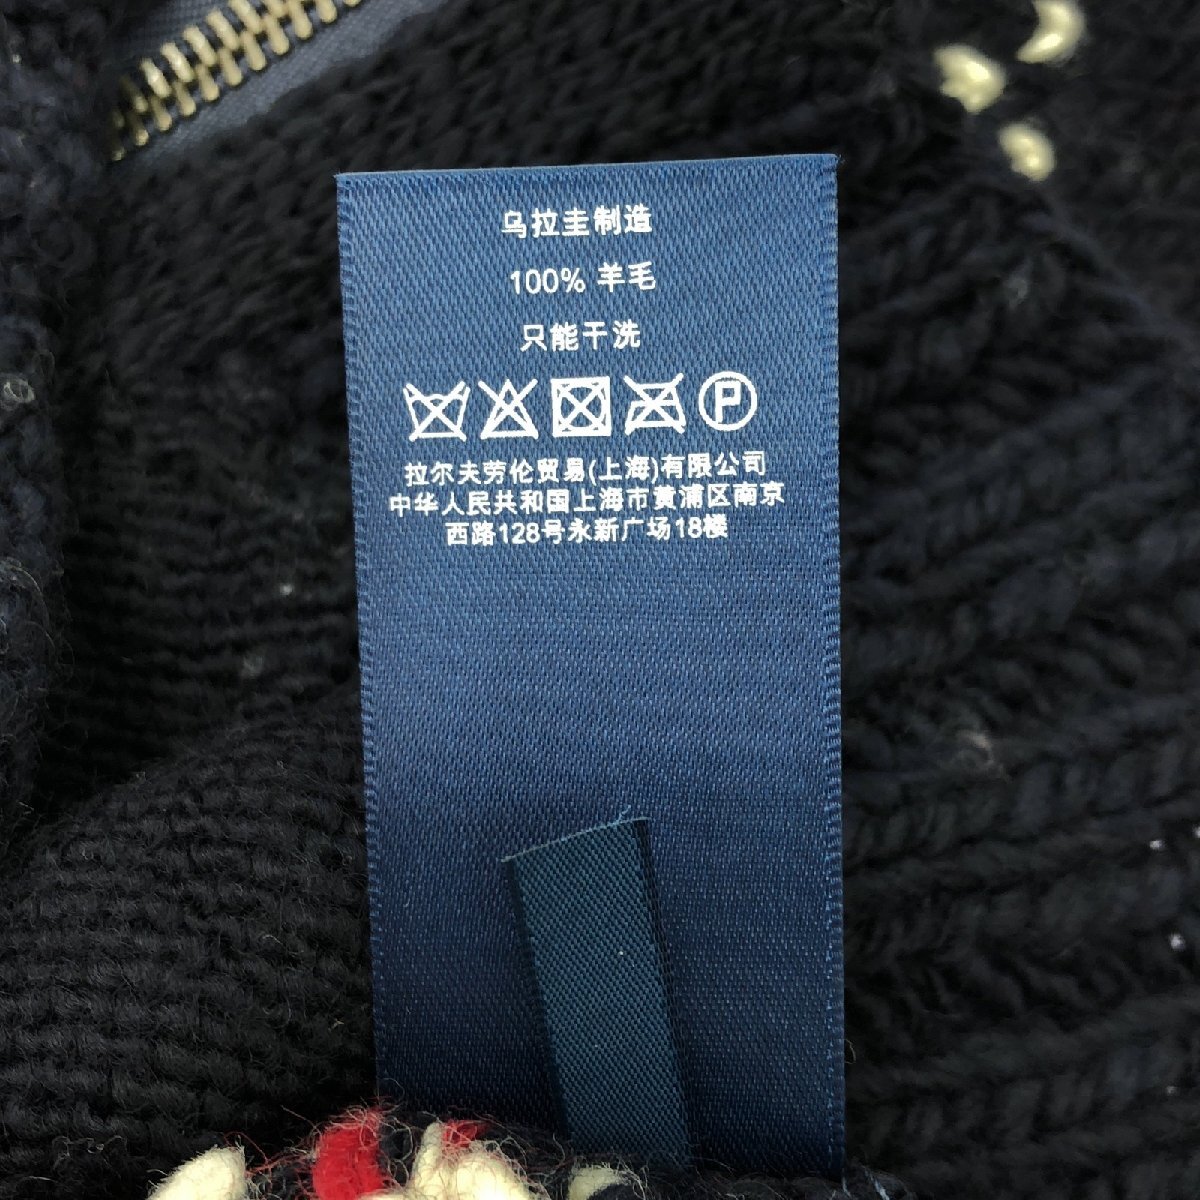 乌拉圭制造
100% 羊毛
只能干洗
P
拉尔夫劳伦贸易(上海)有限公司
中华人民共和国上海市黄浦区南京
西路128号永新广场18楼